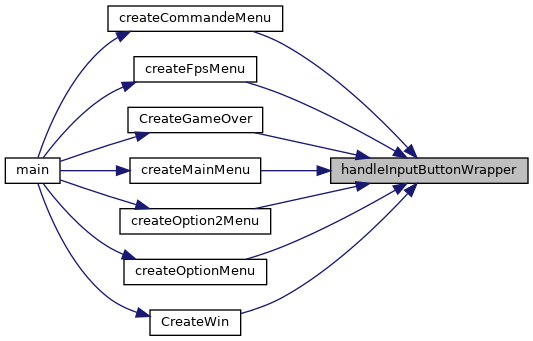 createCommandeMenu
createFpsMenu
CreateGameOver
main
createMainMenu
handleInputButtonWrapper
createOption2Menu
createOptionMenu
CreateWin